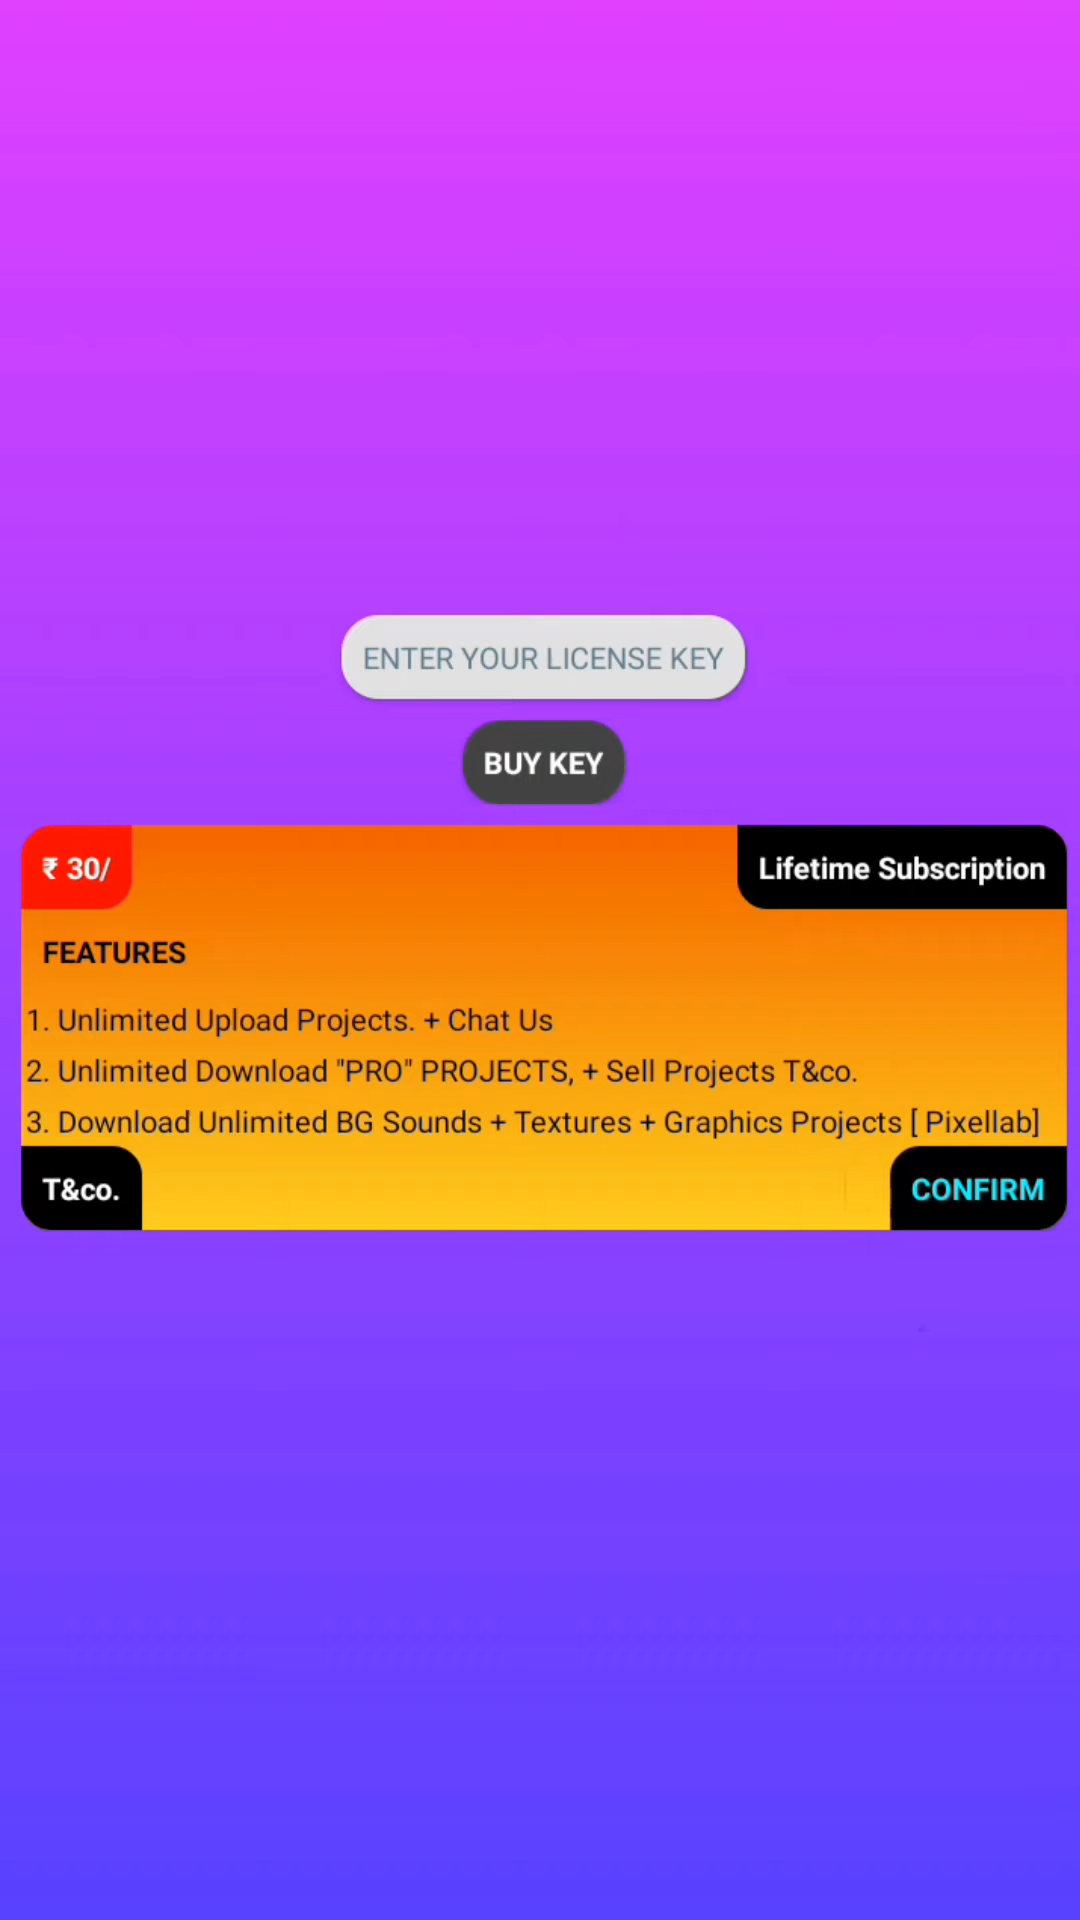 ENTER YOUR LICENSE KEY
BUY KEY
₹ 30/
Lifetime Subscription
FEATURES
1. Unlimited Upload Projects. + Chat Us
2. Unlimited Download "PRO" PROJECTS, + Sell Projects T&co.
3. Download Unlimited BG Sounds + Textures + Graphics Projects [ Pixellab]
T&co.
CONFIRM